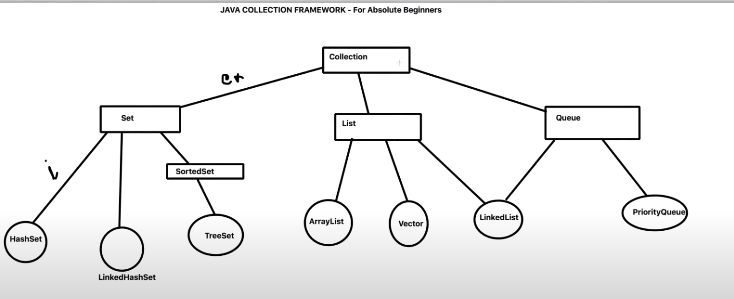 JAVA COLLECTION FRAMEWORK - For Absolute Beginners
Collection
Set
List
Queue
SortedSet
HashSet
LinkedHashSet
TreeSet
ArrayList
Vector
LinkedList
PriorityQueue